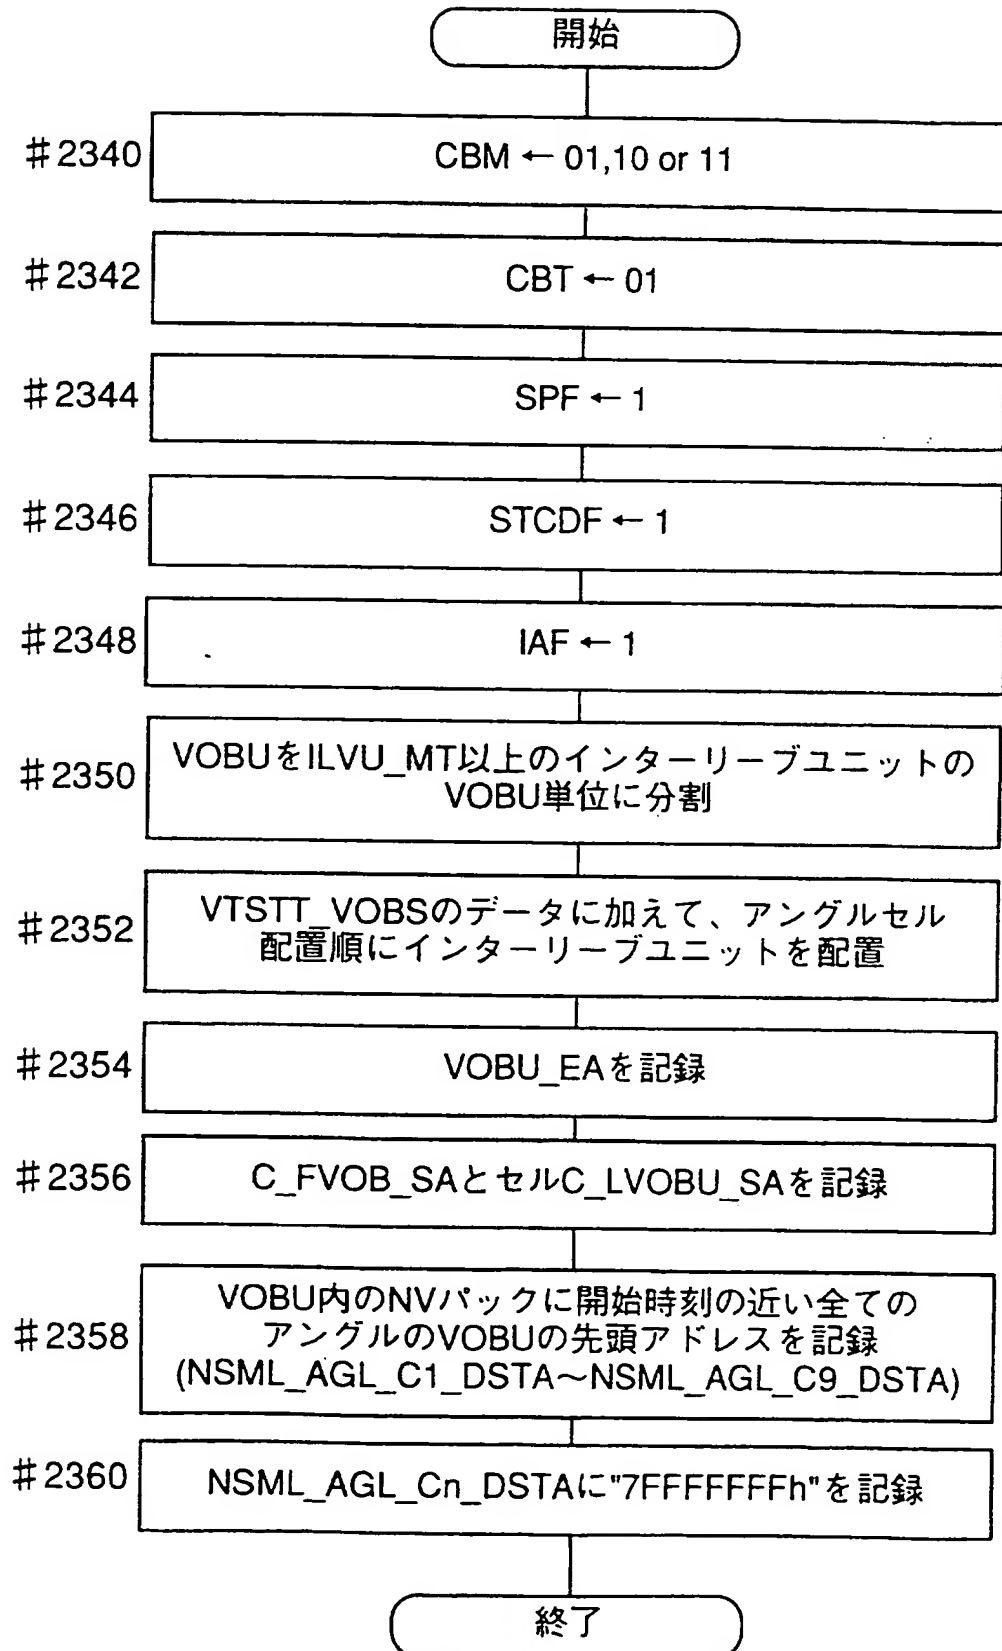 開始
#2340
CBM ← 01,10 or 11
#2342
CBT ← 01
#2344
SPF ← 1
#2346
STCDF ← 1
#2348
IAF ← 1
#2350
VOBUをILVU_MT以上のインターリーブユニットの
VOBU単位に分割
#2352
VTSTT_VOBSのデータに加えて、アングルセル
配置順にインターリーブユニットを配置
#2354
VOBU_EAを記録
#2356
C_FVOB_SAとセルC_LVOBU_SAを記録
#2358
VOBU内のNVパックに開始時刻の近い全ての
アングルのVOBUの先頭アドレスを記録
(NSML_AGL_C1_DSTA～NSML_AGL_C9_DSTA)
#2360
NSML_AGL_Cn_DSTAに"7FFFFFFFh"を記録
終了